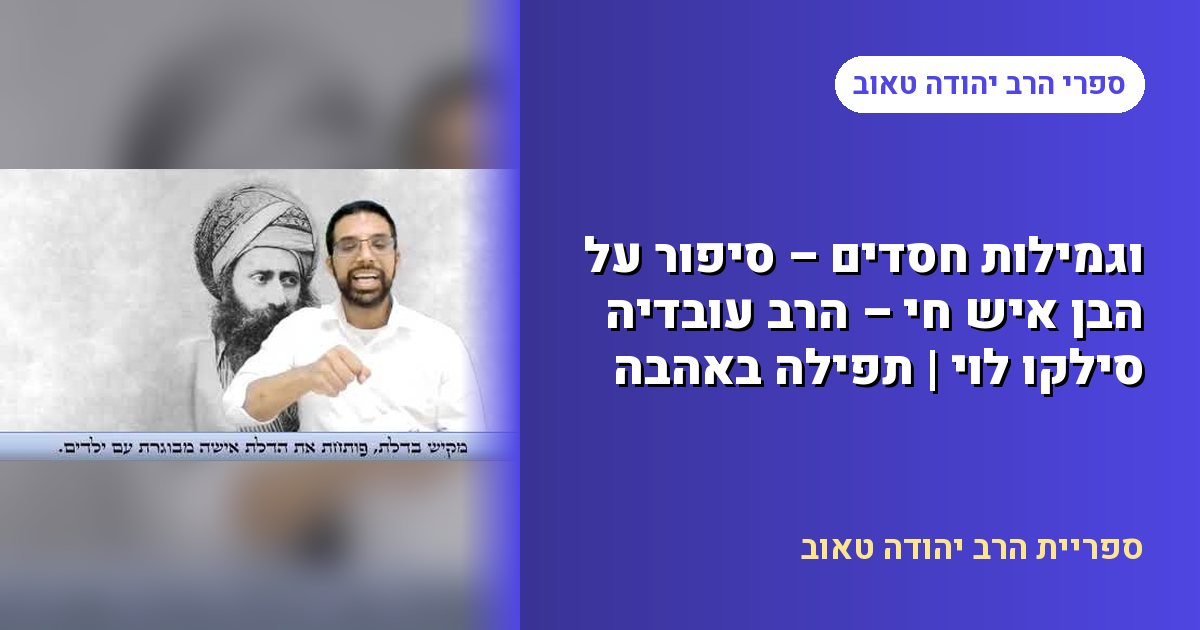 ספרי הרב יהודה טאוב
וגמילות חסדים – סיפור על
הבן איש חי – הרב עובדיה
סילקו לוי | תפילה באהבה
מקיש בדלת, פותחת את הדלת אישה מבוגרת עם ילדים.
ספריית הרב יהודה טאוב